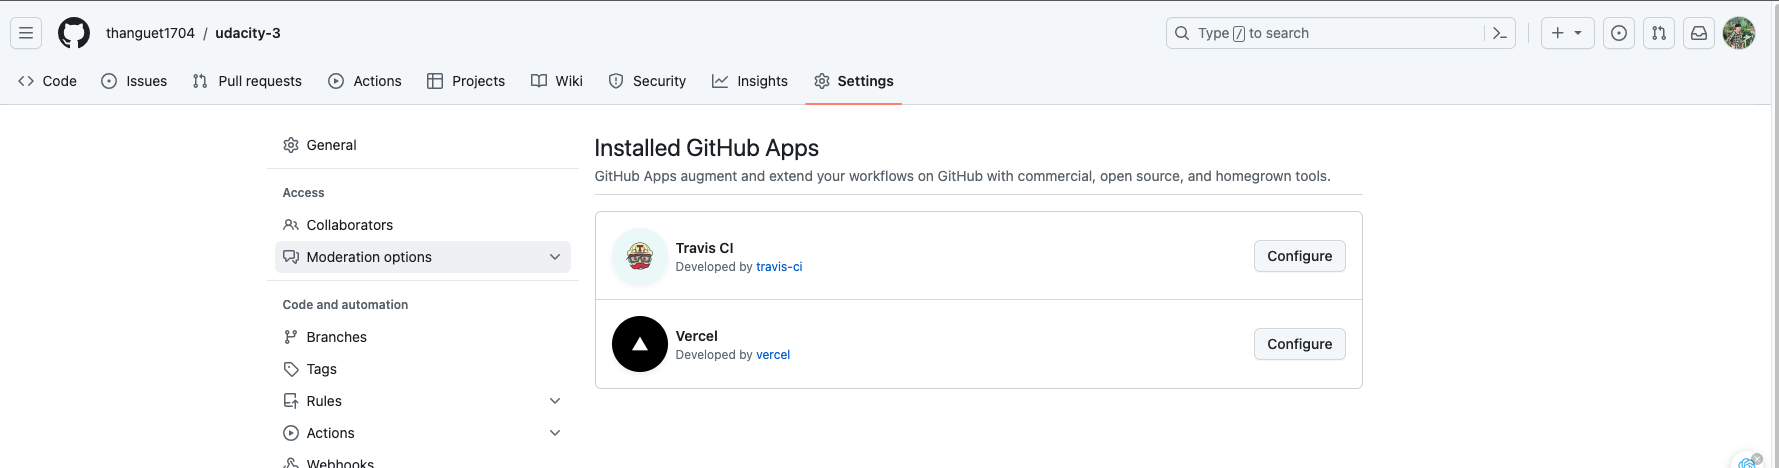 thanguet1704 / udacity-3
Type / to search
Code Issues Pull requests Actions Projects Wiki Security Insights Settings
General
Access
Collaborators
Moderation options
Code and automation
Branches
Tags
Rules
Actions
Webhooks
Installed GitHub Apps
GitHub Apps augment and extend your workflows on GitHub with commercial, open source, and homegrown tools.
Travis CI
Developed by travis-ci
Configure
Vercel
Developed by vercel
Configure